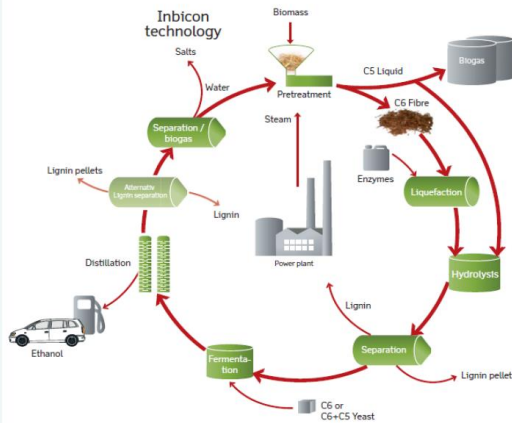 Inbicon
technology
Biomass
Salts
Water
Pretreatment
C5 Liquid
Biogas
C6 Fibre
Steam
Separation /
biogas
Enzymes
Lignin pellets
Alternativ
Lignin separation
Liquefaction
Lignin
Power plant
Distillation
Hydrolysis
Lignin
Ethanol
Fermenta-
tion
Separation
Lignin pellet
C6 or
C6+C5 Yeast